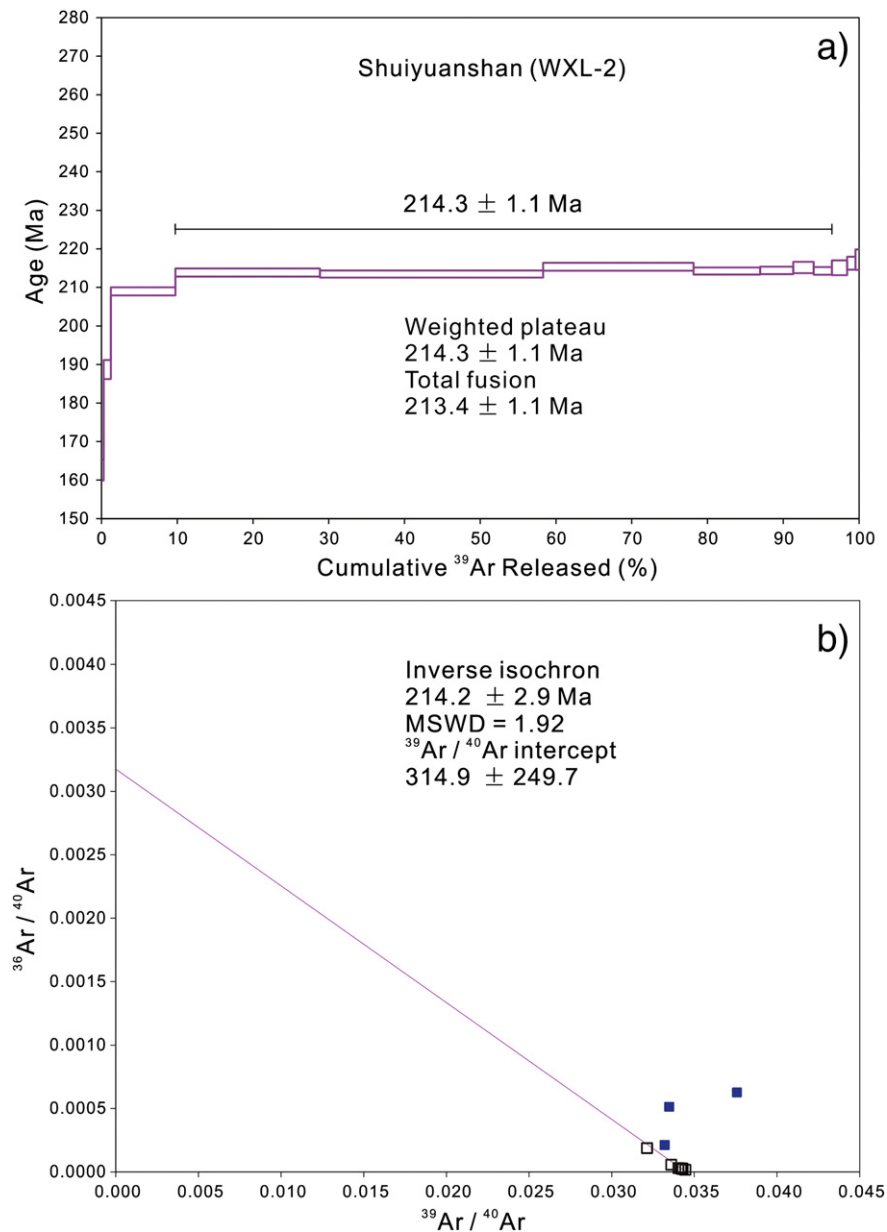 a)
Shuiyuanshan (WXL-2)
280
270
260
250
240
230
220
210
200
190
180
170
160
150
Age (Ma)
214.3 ± 1.1 Ma
Weighted plateau
214.3 ± 1.1 Ma
Total fusion
213.4 ± 1.1 Ma
0 10 20 30 40 50 60 70 80 90 100
Cumulative ³⁹Ar Released (%)
b)
0.0045
0.0040
0.0035
0.0030
0.0025
0.0020
0.0015
0.0010
0.0005
0.0000
³⁶Ar / ⁴⁰Ar
Inverse isochron
214.2 ± 2.9 Ma
MSWD = 1.92
³⁹Ar / ⁴⁰Ar intercept
314.9 ± 249.7
0.000 0.005 0.010 0.015 0.020 0.025 0.030 0.035 0.040 0.045
³⁹Ar / ⁴⁰Ar